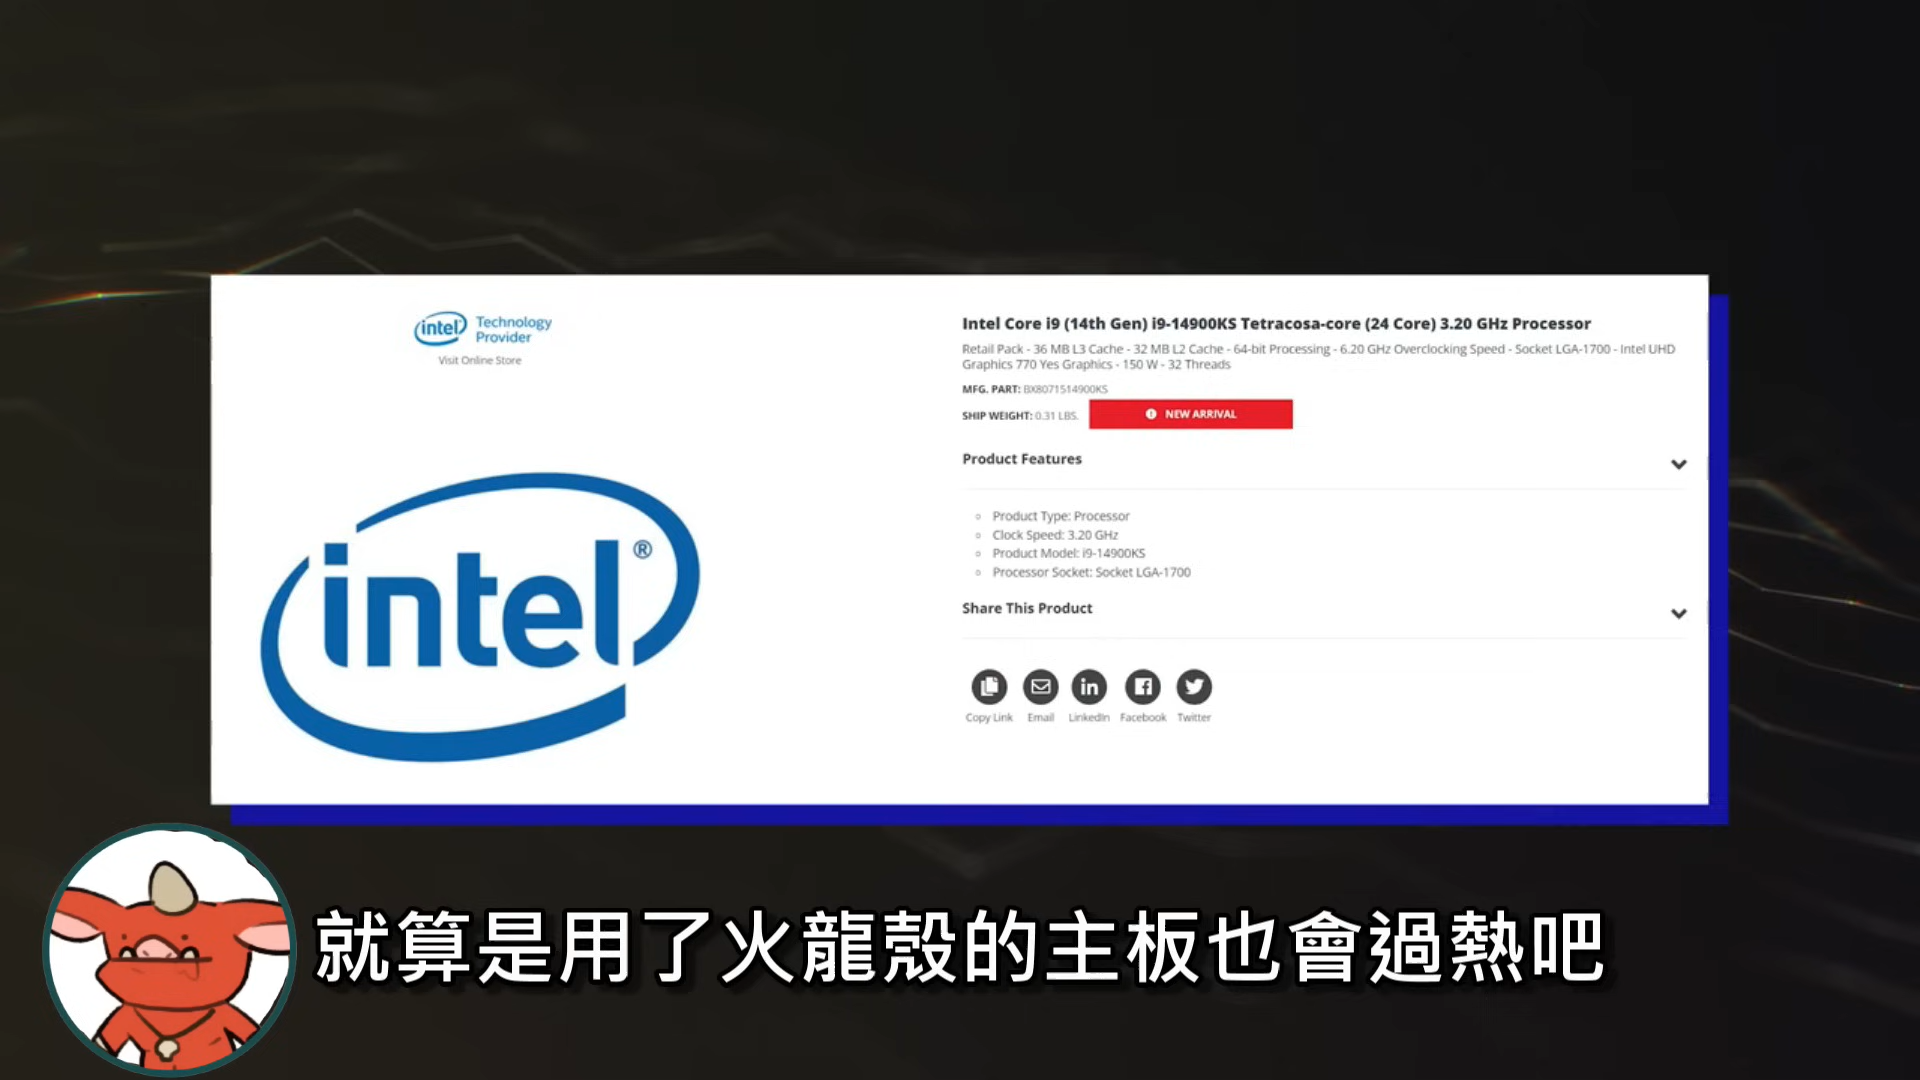 intel Technology
Provider
Visit Online Store
intel®
Intel Core i9 (14th Gen) i9-14900KS Tetracosa-core (24 Core) 3.20 GHz Processor
Retail Pack - 36 MB L3 Cache - 32 MB L2 Cache - 64-bit Processing - 6.20 GHz Overclocking Speed - Socket LGA-1700 - Intel UHD
Graphics 770 Yes Graphics - 150 W - 32 Threads
MFG. PART: BX8071514900KS
SHIP WEIGHT: 0.31 LBS.
NEW ARRIVAL
Product Features
Product Type: Processor
Clock Speed: 3.20 GHz
Product Model: i9-14900KS
Processor Socket: Socket LGA-1700
Share This Product
Copy Link Email LinkedIn Facebook Twitter
就算是用了火龍殼的主板也會過熱吧